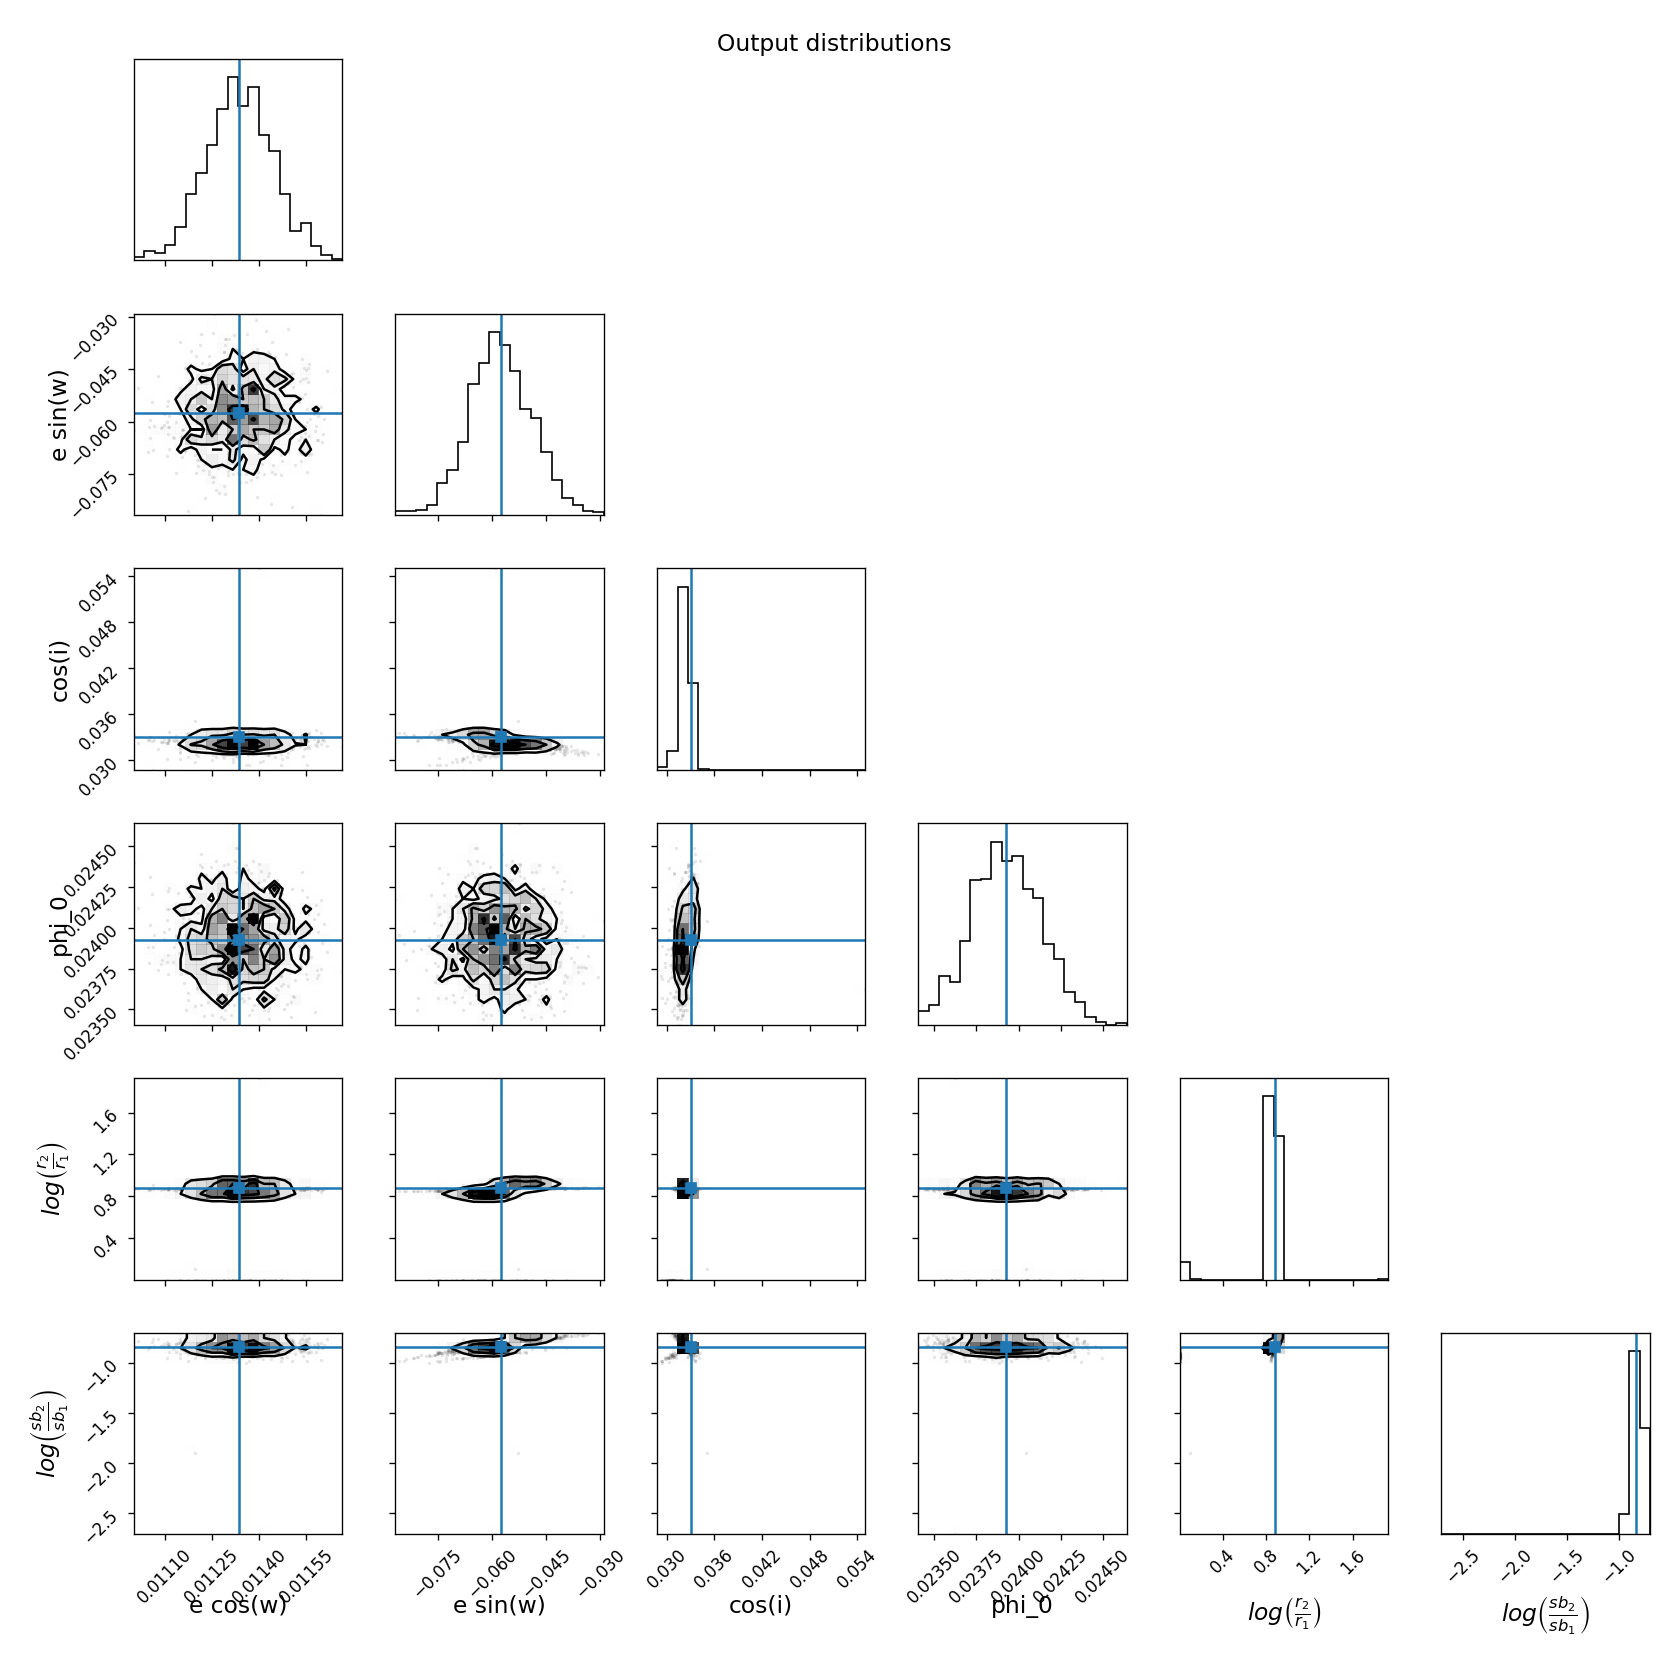 Output distributions
e sin(w)
−0.030
−0.045
−0.060
−0.075
cos(i)
0.054
0.048
0.042
0.036
0.030
phi_0
0.02450
0.02425
0.02400
0.02375
0.02350
log(r₂/r₁)
1.6
1.2
0.8
0.4
log(sb₂/sb₁)
−1.0
−1.5
−2.0
−2.5
0.01110 0.01125 0.01140 0.01155 −0.075 −0.060 −0.045 −0.030 0.030 0.036 0.042 0.048 0.054 0.02350 0.02375 0.02400 0.02425 0.02450 0.4 0.8 1.2 1.6 −2.5 −2.0 −1.5 −1.0
e cos(w) e sin(w) cos(i) phi_0 log(r₂/r₁) log(sb₂/sb₁)